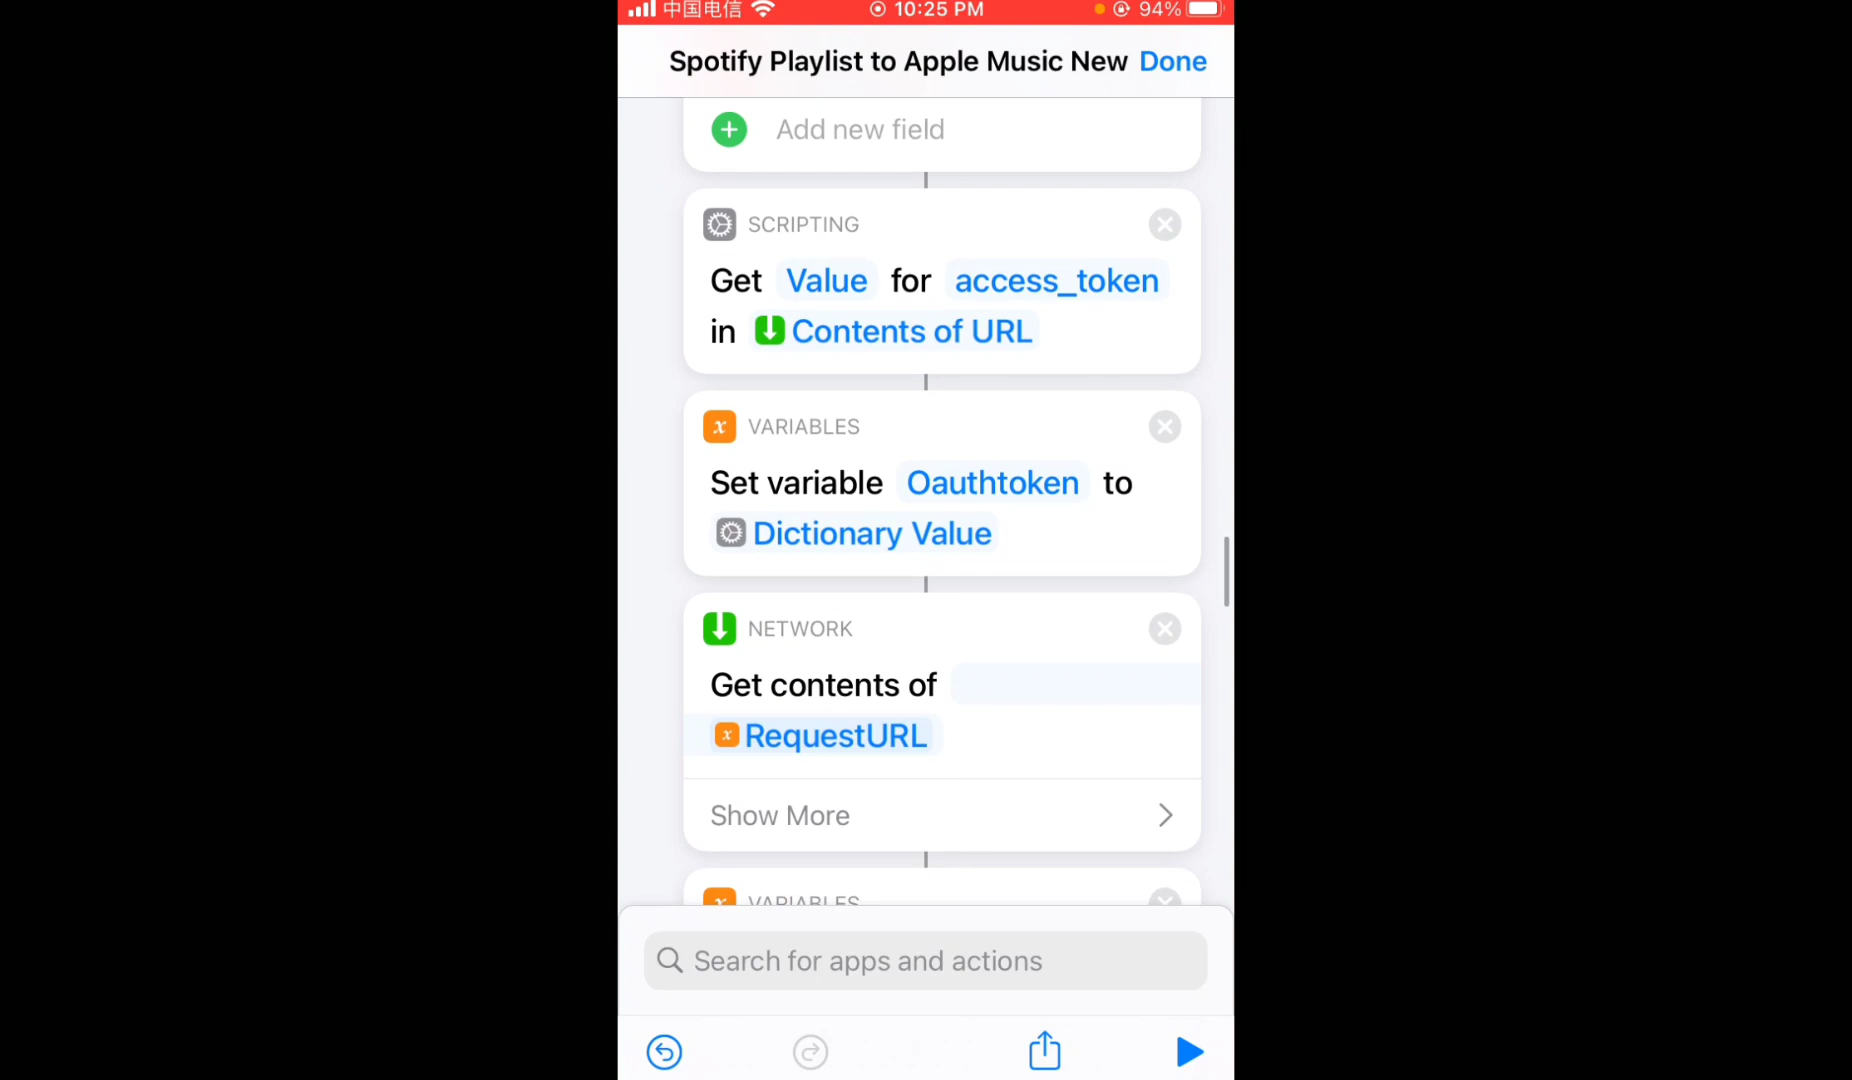 中国电信 10:25 PM 94%
Spotify Playlist to Apple Music New Done
Add new field
SCRIPTING
Get Value for access_token
in Contents of URL
VARIABLES
Set variable Oauthtoken to
Dictionary Value
NETWORK
Get contents of
RequestURL
Show More
VARIABLES
Search for apps and actions